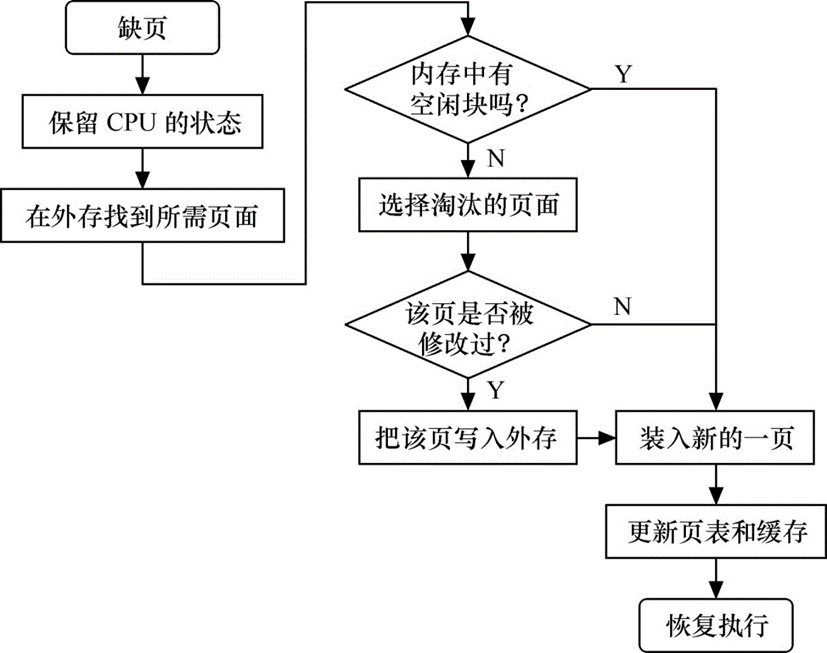 缺页
保留 CPU 的状态
在外存找到所需页面
内存中有
空闲块吗？
Y
N
选择淘汰的页面
该页是否被
修改过？
N
Y
把该页写入外存
装入新的一页
更新页表和缓存
恢复执行